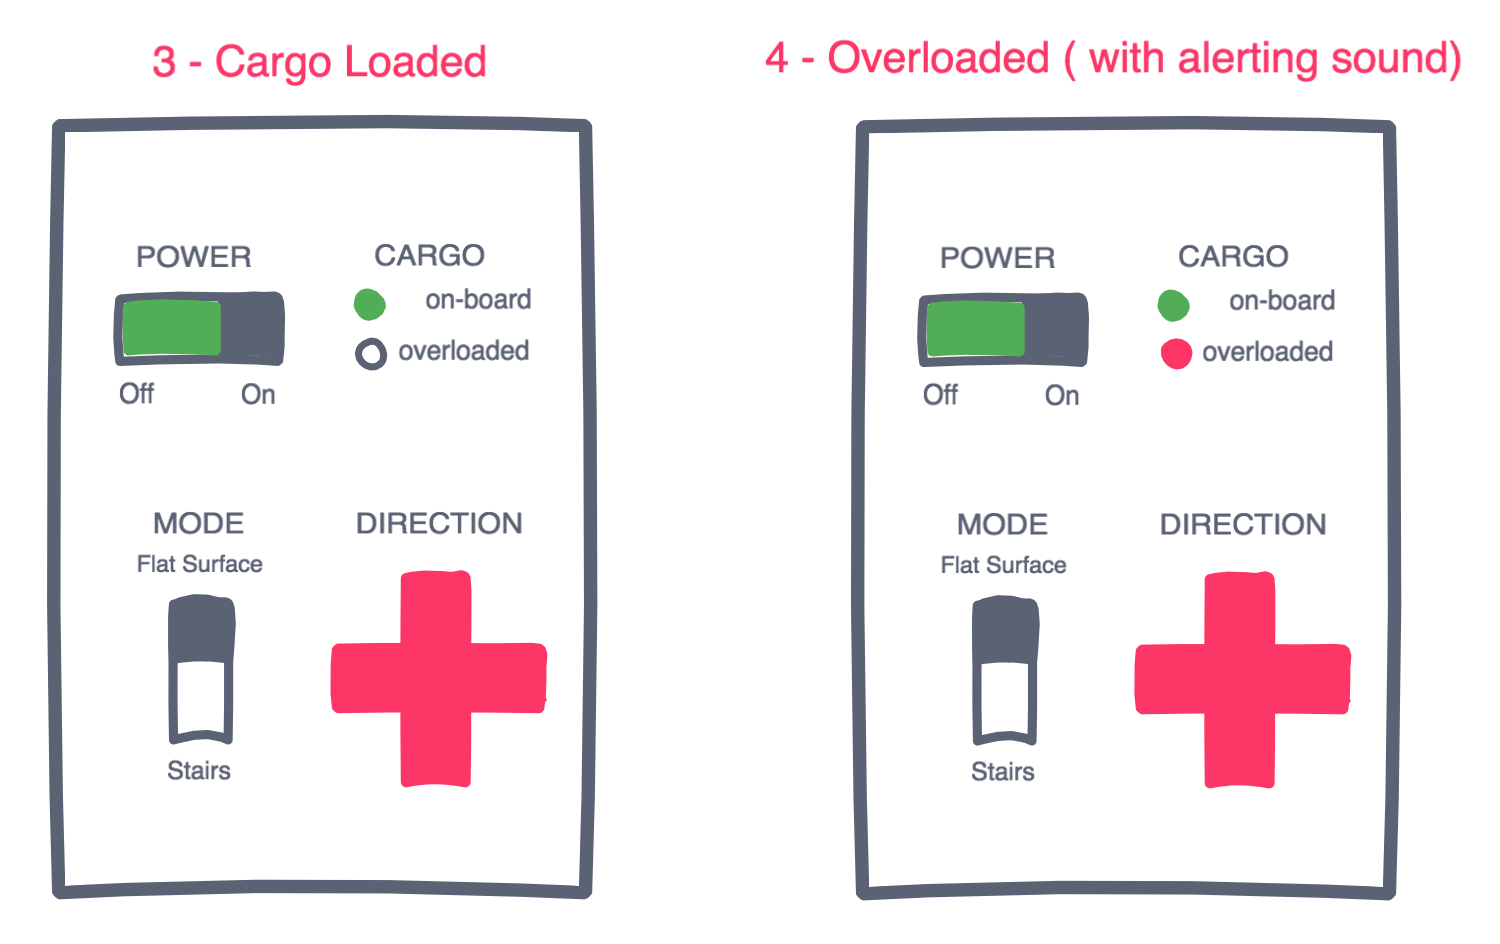 3 - Cargo Loaded
POWER
CARGO
on-board
overloaded
Off
On
MODE
DIRECTION
Flat Surface
Stairs
4 - Overloaded ( with alerting sound)
POWER
CARGO
on-board
overloaded
Off
On
MODE
DIRECTION
Flat Surface
Stairs